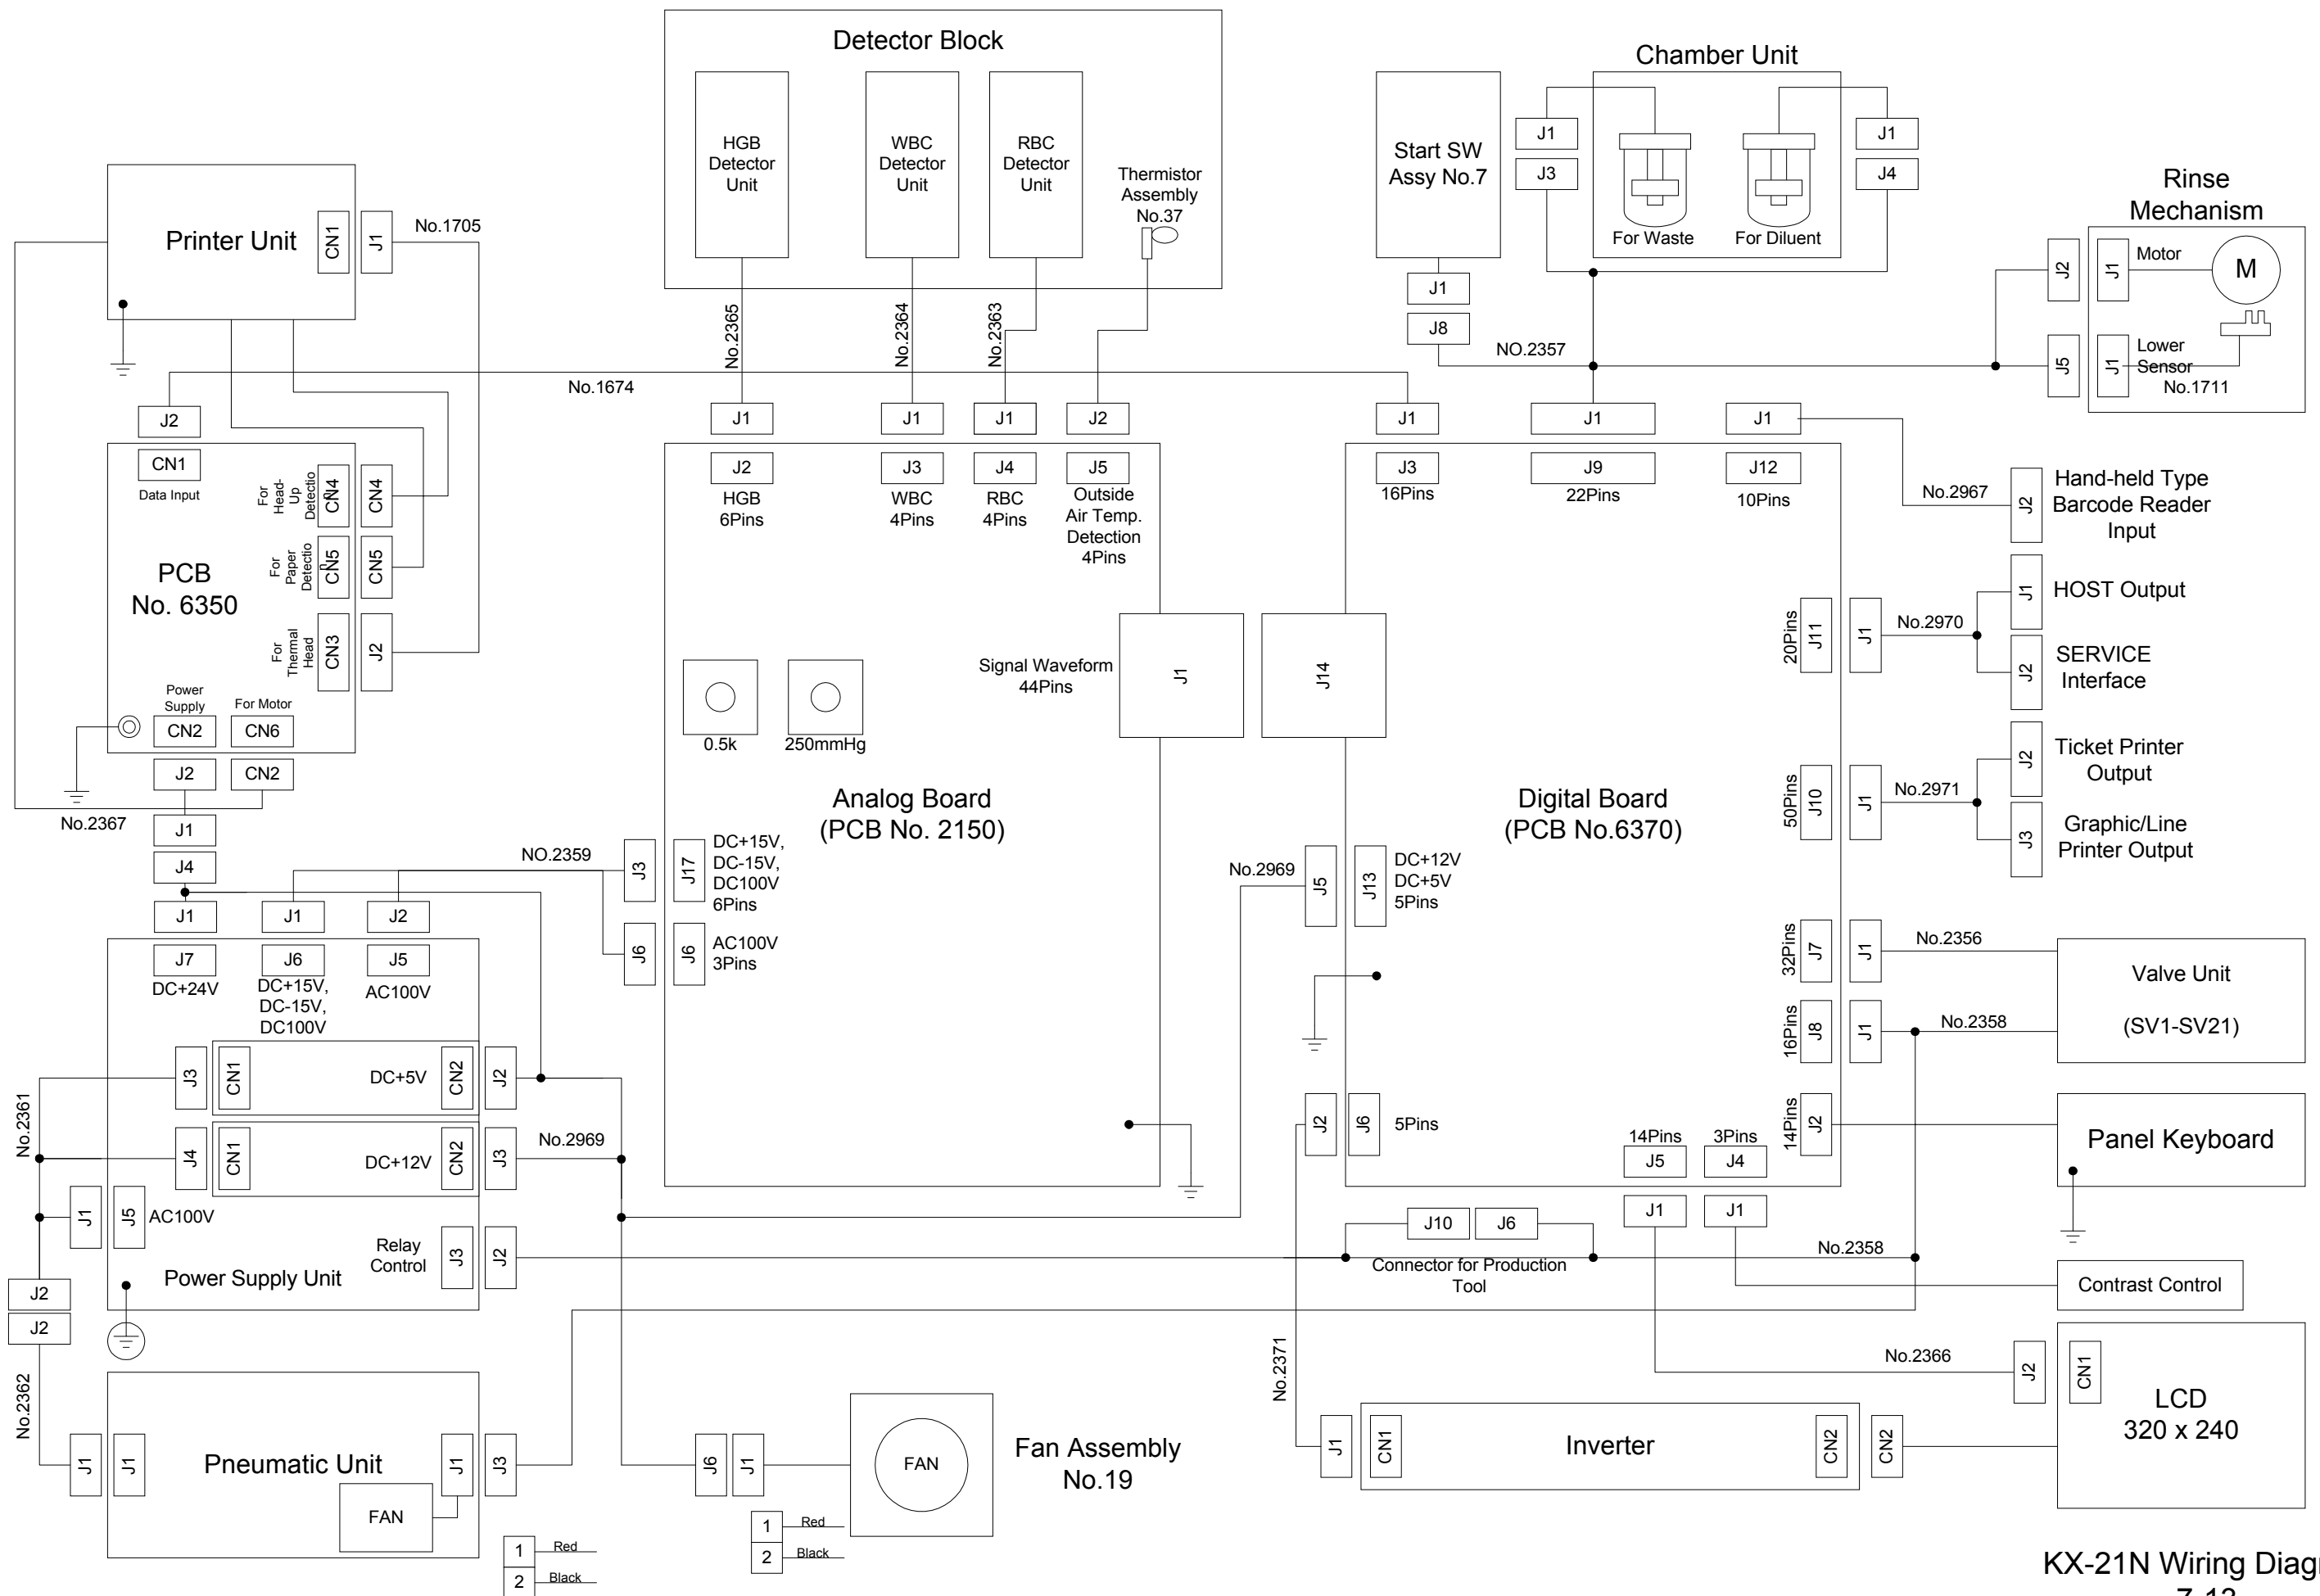 Detector Block
HGB
Detector
Unit
WBC
Detector
Unit
RBC
Detector
Unit
Thermistor
Assembly
No.37
Start SW
Assy No.7
J1
J8
Chamber Unit
J1
J3
For Waste
For Diluent
J1
J4
Rinse
Mechanism
J2
J1
Motor
M
J5
J1
Lower
Sensor
No.1711
Printer Unit
CN1
J1
No.1705
No.2365
No.2364
No.2363
No.1674
NO.2357
J2
CN1
Data Input
For
Head-
Up
Detectio
n
CN4
CN4
For
Paper
Detectio
n
CN5
CN5
For
Thermal
Head
CN3
J2
PCB
No. 6350
Power
Supply
CN2
For Motor
CN6
J2
CN2
No.2367
J1
J4
J1
J1
J2
J1
J2
HGB
6Pins
J1
J3
WBC
4Pins
J1
J4
RBC
4Pins
J2
J5
Outside
Air Temp.
Detection
4Pins
Signal Waveform
44Pins
J1
0.5k
250mmHg
Analog Board
(PCB No. 2150)
NO.2359
J3
J17
DC+15V,
DC-15V,
DC100V
6Pins
J6
J6
AC100V
3Pins
J1
J3
16Pins
J1
J9
22Pins
J1
J12
10Pins
No.2967
J2
Hand-held Type
Barcode Reader
Input
J14
Digital Board
(PCB No.6370)
20Pins
J11
J1
No.2970
J1
HOST Output
J2
SERVICE
Interface
50Pins
J10
J1
No.2971
J2
Ticket Printer
Output
J3
Graphic/Line
Printer Output
No.2969
J5
J13
DC+12V
DC+5V
5Pins
32Pins
J7
J1
No.2356
16Pins
J8
J1
No.2358
Valve Unit
(SV1-SV21)
14Pins
J2
Panel Keyboard
J2
J6
5Pins
14Pins
J5
J1
3Pins
J4
J1
J10
J6
Connector for Production
Tool
No.2358
Contrast Control
J7
DC+24V
J6
DC+15V,
DC-15V,
DC100V
J5
AC100V
No.2361
J3
CN1
DC+5V
CN2
J2
J4
CN1
DC+12V
CN2
J3
No.2969
J1
J5
AC100V
Relay
Control
J3
J2
Power Supply Unit
J2
J2
No.2362
J1
J1
Pneumatic Unit
J1
J3
FAN
1
Red
2
Black
J6
J1
FAN
Fan Assembly
No.19
1
Red
2
Black
No.2371
J1
CN1
Inverter
CN2
CN2
No.2366
J2
CN1
LCD
320 x 240
KX-21N Wiring Diag